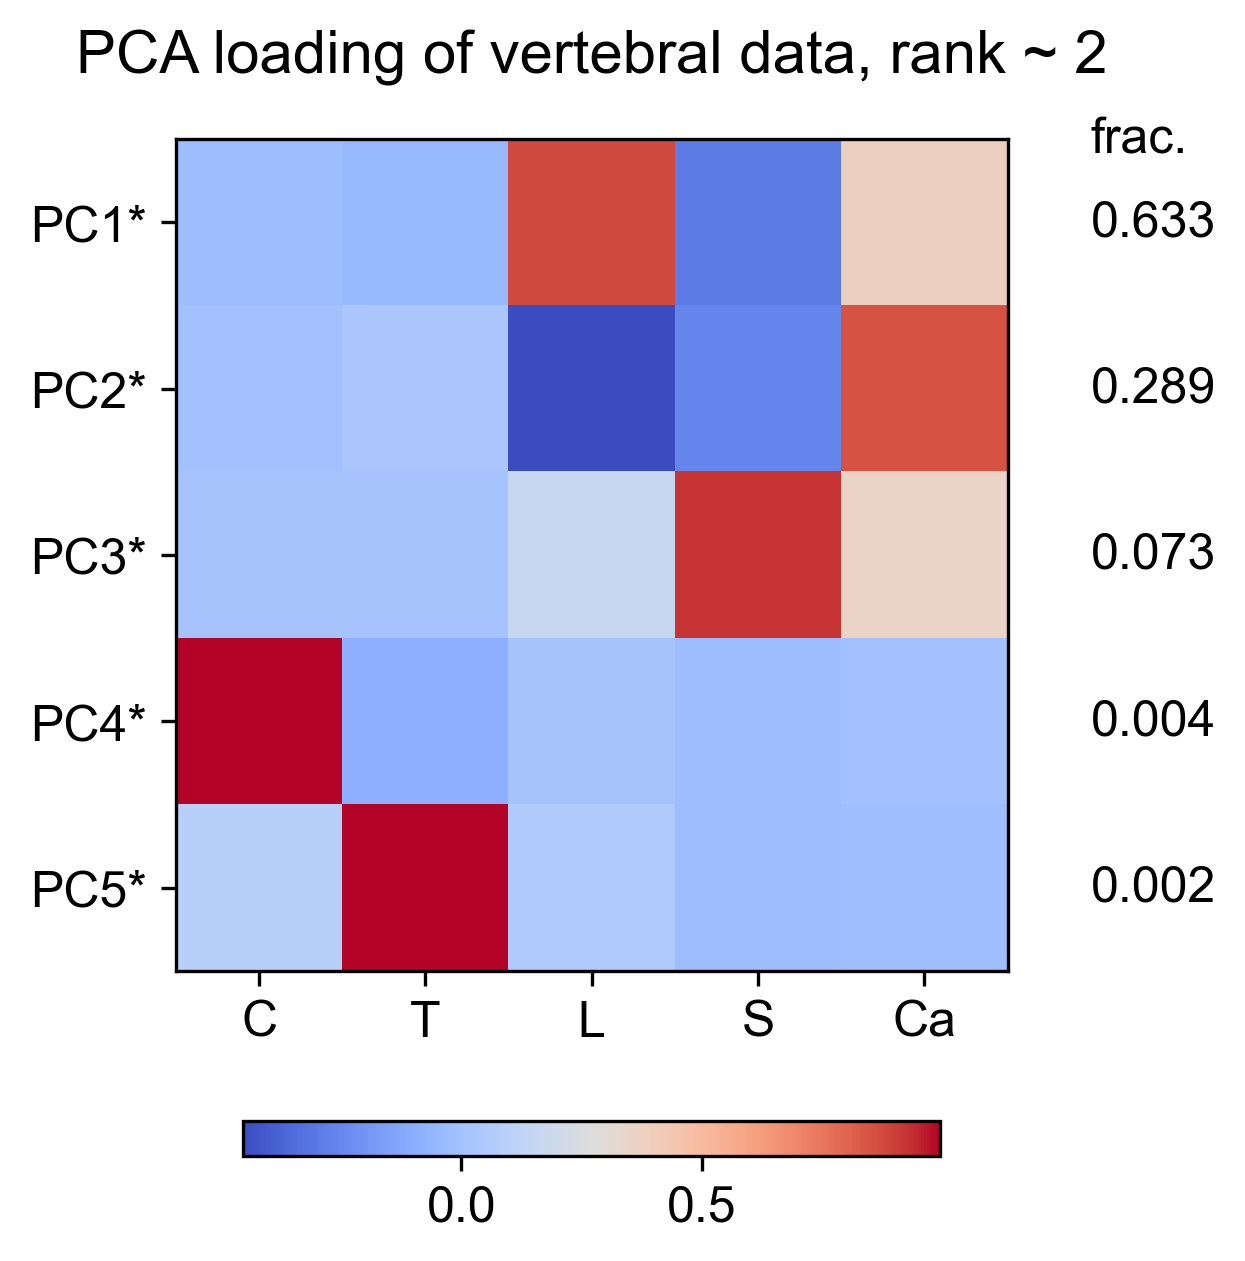 PCA loading of vertebral data, rank ~ 2
frac.
PC1* 0.633
PC2* 0.289
PC3* 0.073
PC4* 0.004
PC5* 0.002
C T L S Ca
0.0 0.5